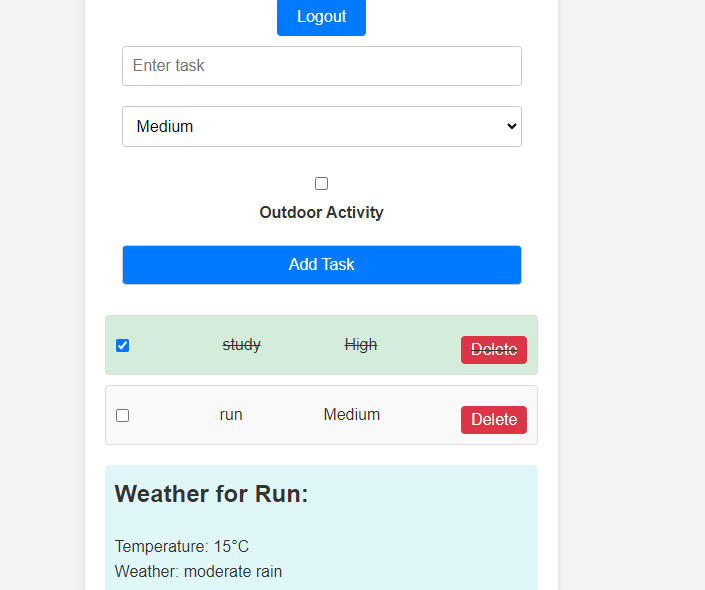 Logout
Enter task
Medium
Outdoor Activity
Add Task
study High Delete
run Medium Delete
Weather for Run:
Temperature: 15°C
Weather: moderate rain